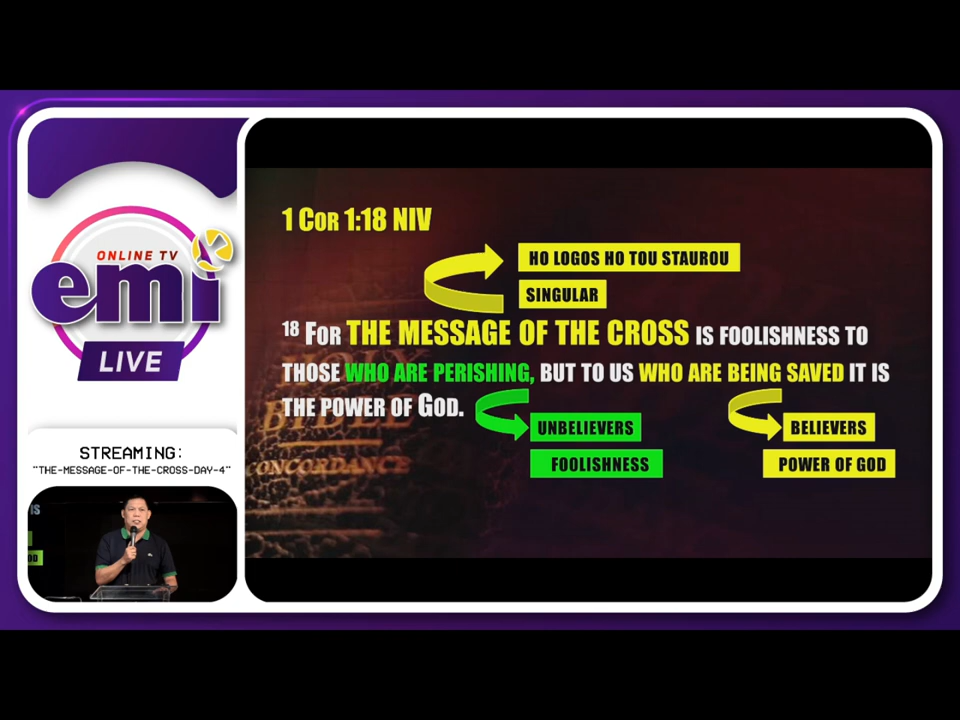 ONLINE TV
emi
LIVE
STREAMING:
"THE-MESSAGE-OF-THE-CROSS-DAY-4"
IS
OD
1 COR 1:18 NIV
HO LOGOS HO TOU STAUROU
SINGULAR
18 FOR THE MESSAGE OF THE CROSS IS FOOLISHNESS TO
THOSE WHO ARE PERISHING, BUT TO US WHO ARE BEING SAVED IT IS
THE POWER OF GOD.
UNBELIEVERS
BELIEVERS
FOOLISHNESS
POWER OF GOD
HOLY
BIBLE
CONCORDANCE